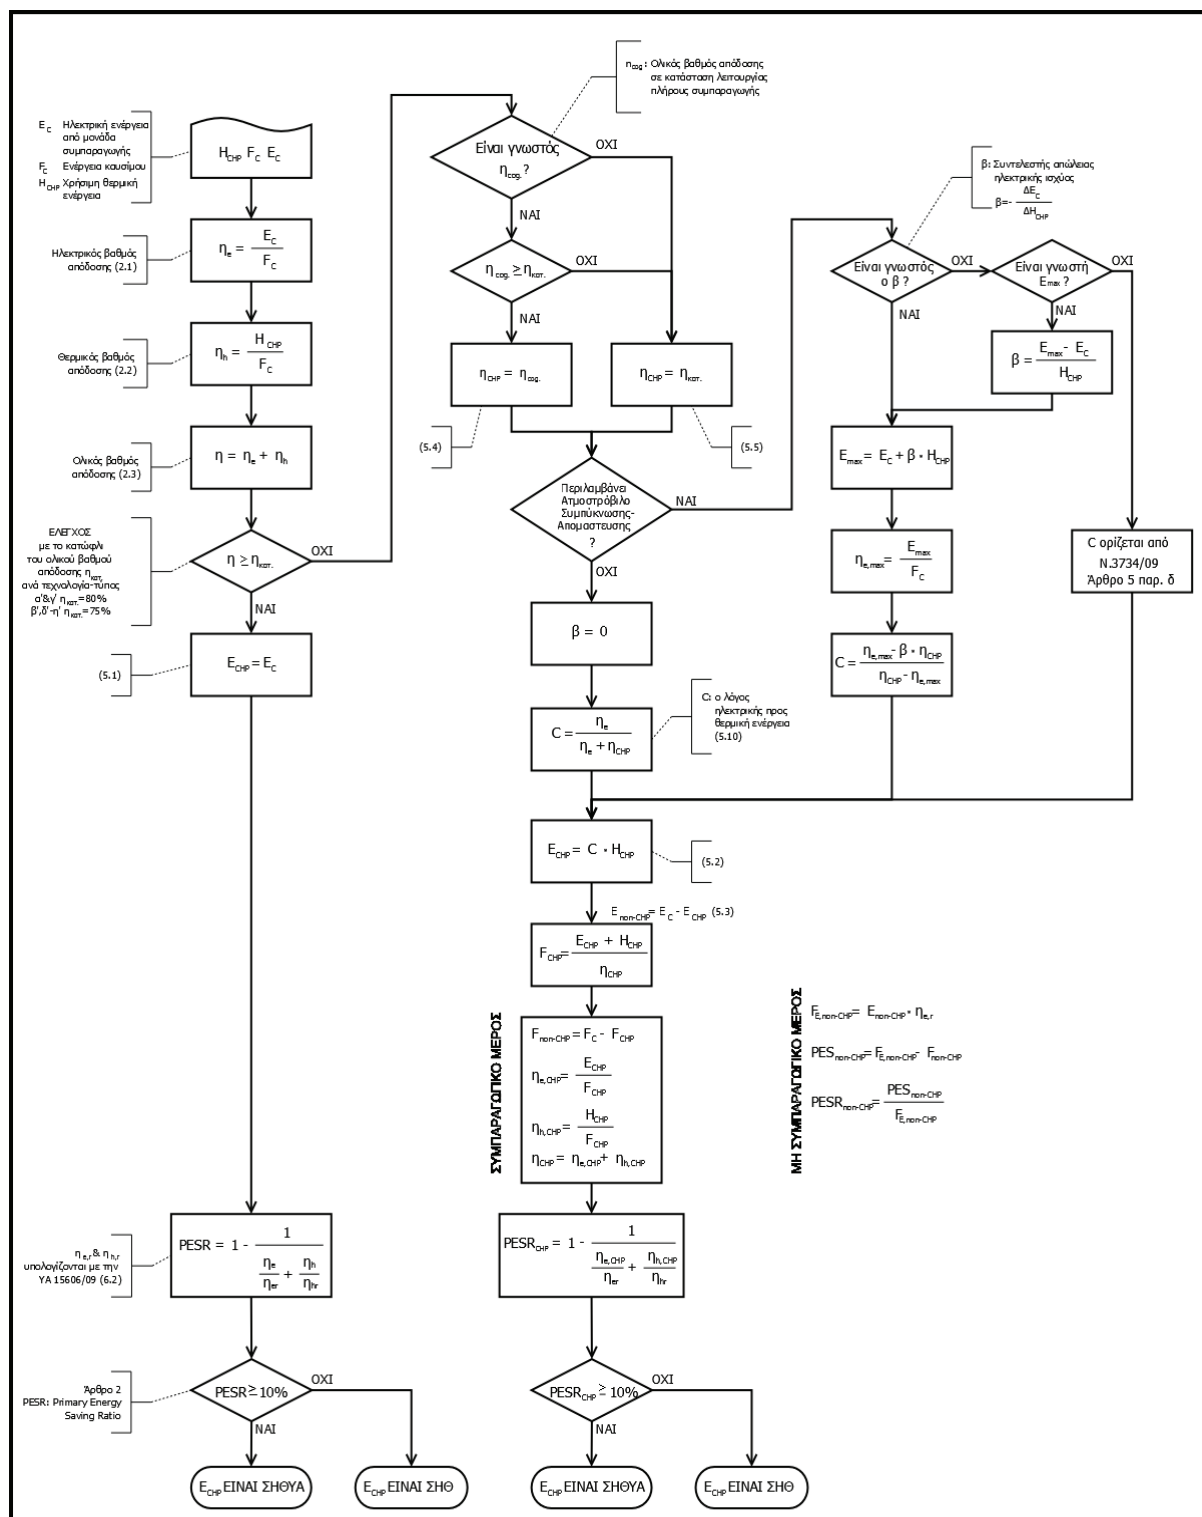 E_C Ηλεκτρική ενέργεια
από μονάδα
συμπαραγωγής
F_C Ενέργεια καυσίμου
H_CHP Χρήσιμη θερμική
ενέργεια
H_CHP F_C E_C
Ηλεκτρικός βαθμός
απόδοσης (2.1)
η_e = E_C / F_C
Θερμικός βαθμός
απόδοσης (2.2)
η_h = H_CHP / F_C
Ολικός βαθμός
απόδοσης (2.3)
η = η_e + η_h
ΕΛΕΓΧΟΣ
με το κατώφλι
του ολικού βαθμού
απόδοσης η_κατ.
ανά τεχνολογία-τύπος
α'&γ' η_κατ.=80%
β',δ'-η' η_κατ.=75%
η ≥ η_κατ.
ΟΧΙ
ΝΑΙ
(5.1)
E_CHP = E_C
η_e,r & η_h,r
υπολογίζονται με την
ΥΑ 15606/09 (6.2)
PESR = 1 - 1 / (η_e/η_er + η_h/η_hr)
Άρθρο 2
PESR: Primary Energy
Saving Ratio
PESR ≥ 10%
ΟΧΙ
ΝΑΙ
E_CHP ΕΙΝΑΙ ΣΗΘΥΑ
E_CHP ΕΙΝΑΙ ΣΗΘ
η_cog : Ολικός βαθμός απόδοσης
σε κατάσταση λειτουργίας
πλήρους συμπαραγωγής
Είναι γνωστός
η_cog. ?
ΟΧΙ
ΝΑΙ
η_cog. ≥ η_κατ.
ΟΧΙ
ΝΑΙ
η_CHP = η_cog.
η_CHP = η_κατ.
(5.4)
(5.5)
Περιλαμβάνει
Ατμοστρόβιλο
Συμπύκνωσης-
Απομαστευσης
?
ΝΑΙ
ΟΧΙ
β = 0
C = η_e / (η_e + η_CHP)
C: ο λόγος
ηλεκτρικής προς
θερμική ενέργεια
(5.10)
β: Συντελεστής απώλειας
ηλεκτρικής ισχύος
β=- ΔE_C / ΔH_CHP
Είναι γνωστός
ο β ?
ΟΧΙ
ΝΑΙ
Είναι γνωστή
Emax ?
ΟΧΙ
ΝΑΙ
β = (E_max - E_C) / H_CHP
E_max = E_C + β · H_CHP
η_e,max = E_max / F_C
C = (η_e,max - β · η_CHP) / (η_CHP - η_e,max)
C ορίζεται από
Ν.3734/09
Άρθρο 5 παρ. δ
E_CHP = C · H_CHP
(5.2)
E_non-CHP = E_C - E_CHP (5.3)
F_CHP = (E_CHP + H_CHP) / η_CHP
ΣΥΜΠΑΡΑΓΩΓΙΚΟ ΜΕΡΟΣ
F_non-CHP = F_C - F_CHP
η_e,CHP = E_CHP / F_CHP
η_h,CHP = H_CHP / F_CHP
η_CHP = η_e,CHP + η_h,CHP
ΜΗ ΣΥΜΠΑΡΑΓΩΓΙΚΟ ΜΕΡΟΣ
F_E,non-CHP = E_non-CHP · η_e,r
PES_non-CHP = F_E,non-CHP - F_non-CHP
PESR_non-CHP = PES_non-CHP / F_E,non-CHP
PESR_CHP = 1 - 1 / (η_e,CHP/η_er + η_h,CHP/η_hr)
PESR_CHP ≥ 10%
ΟΧΙ
ΝΑΙ
E_CHP ΕΙΝΑΙ ΣΗΘΥΑ
E_CHP ΕΙΝΑΙ ΣΗΘ